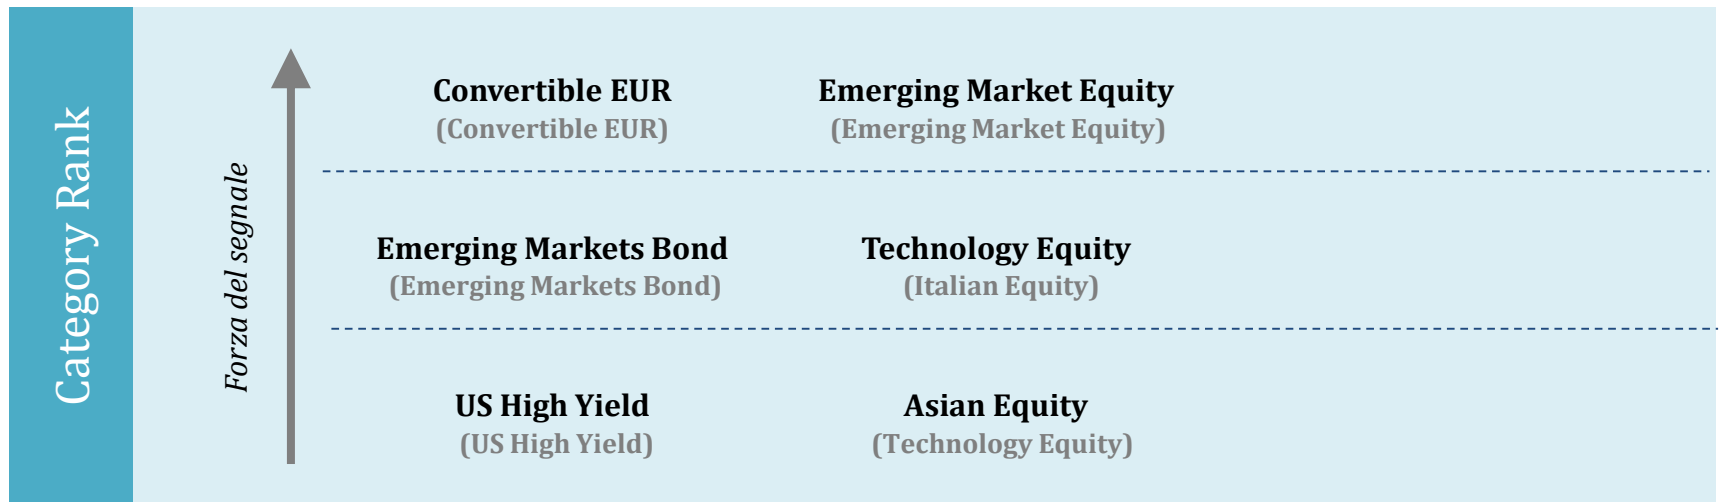 Category Rank
Forza del segnale
Convertible EUR
(Convertible EUR)
Emerging Market Equity
(Emerging Market Equity)
Emerging Markets Bond
(Emerging Markets Bond)
Technology Equity
(Italian Equity)
US High Yield
(US High Yield)
Asian Equity
(Technology Equity)